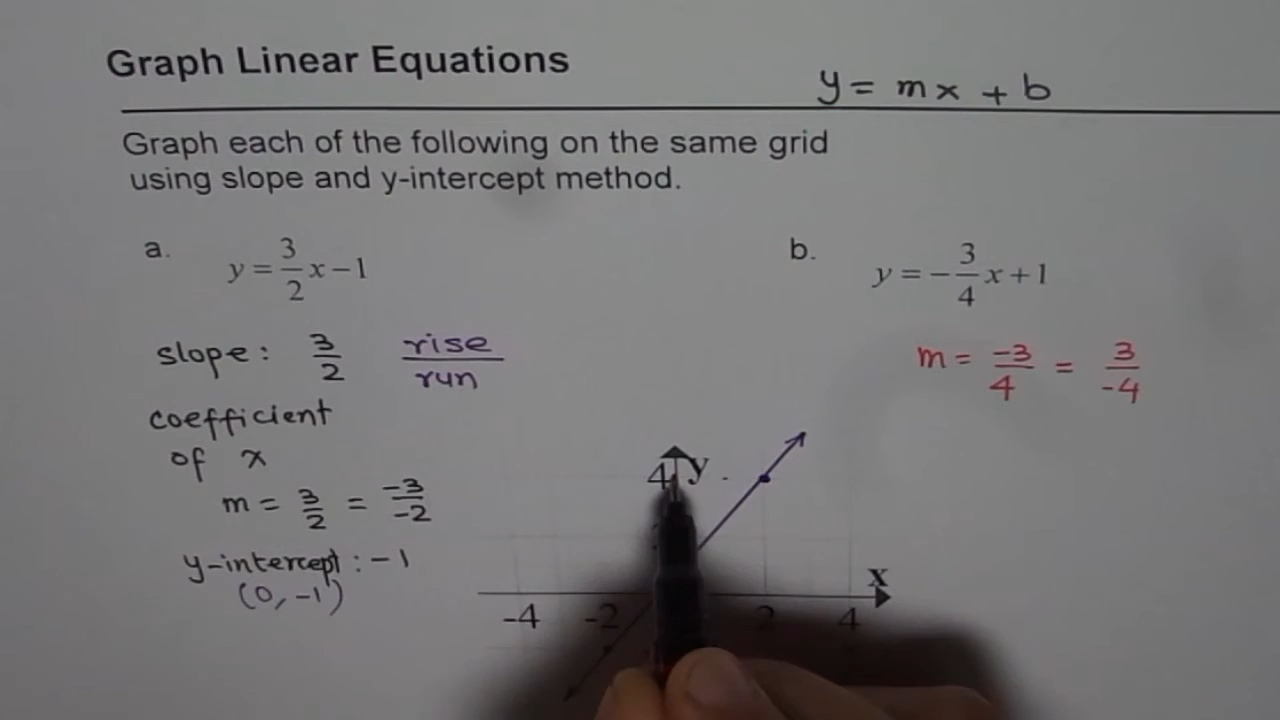 Graph Linear Equations
y = mx + b
Graph each of the following on the same grid
using slope and y-intercept method.
a. y = 3/2 x − 1
b. y = −3/4 x + 1
slope: 3/2 rise/run
m = -3/4 = 3/-4
coefficient
of x
m = 3/2 = -3/-2
y-intercept: -1
(0, -1)
4 y
x
-4 -2 2 4